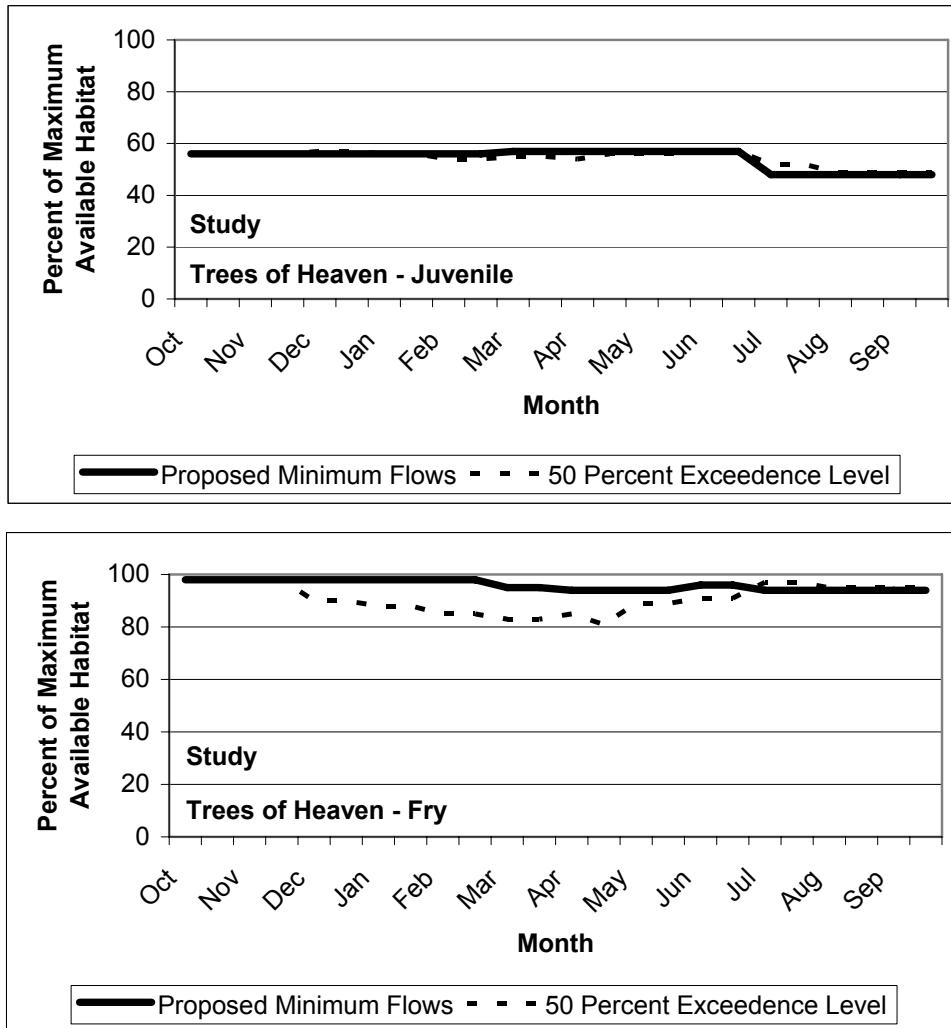 100
80
60
40
20
0
Percent of Maximum
Available Habitat
Study
Trees of Heaven - Juvenile
Oct
Nov
Dec
Jan
Feb
Mar
Apr
May
Jun
Jul
Aug
Sep
Month
Proposed Minimum Flows
50 Percent Exceedence Level
100
80
60
40
20
0
Percent of Maximum
Available Habitat
Study
Trees of Heaven - Fry
Oct
Nov
Dec
Jan
Feb
Mar
Apr
May
Jun
Jul
Aug
Sep
Month
Proposed Minimum Flows
50 Percent Exceedence Level